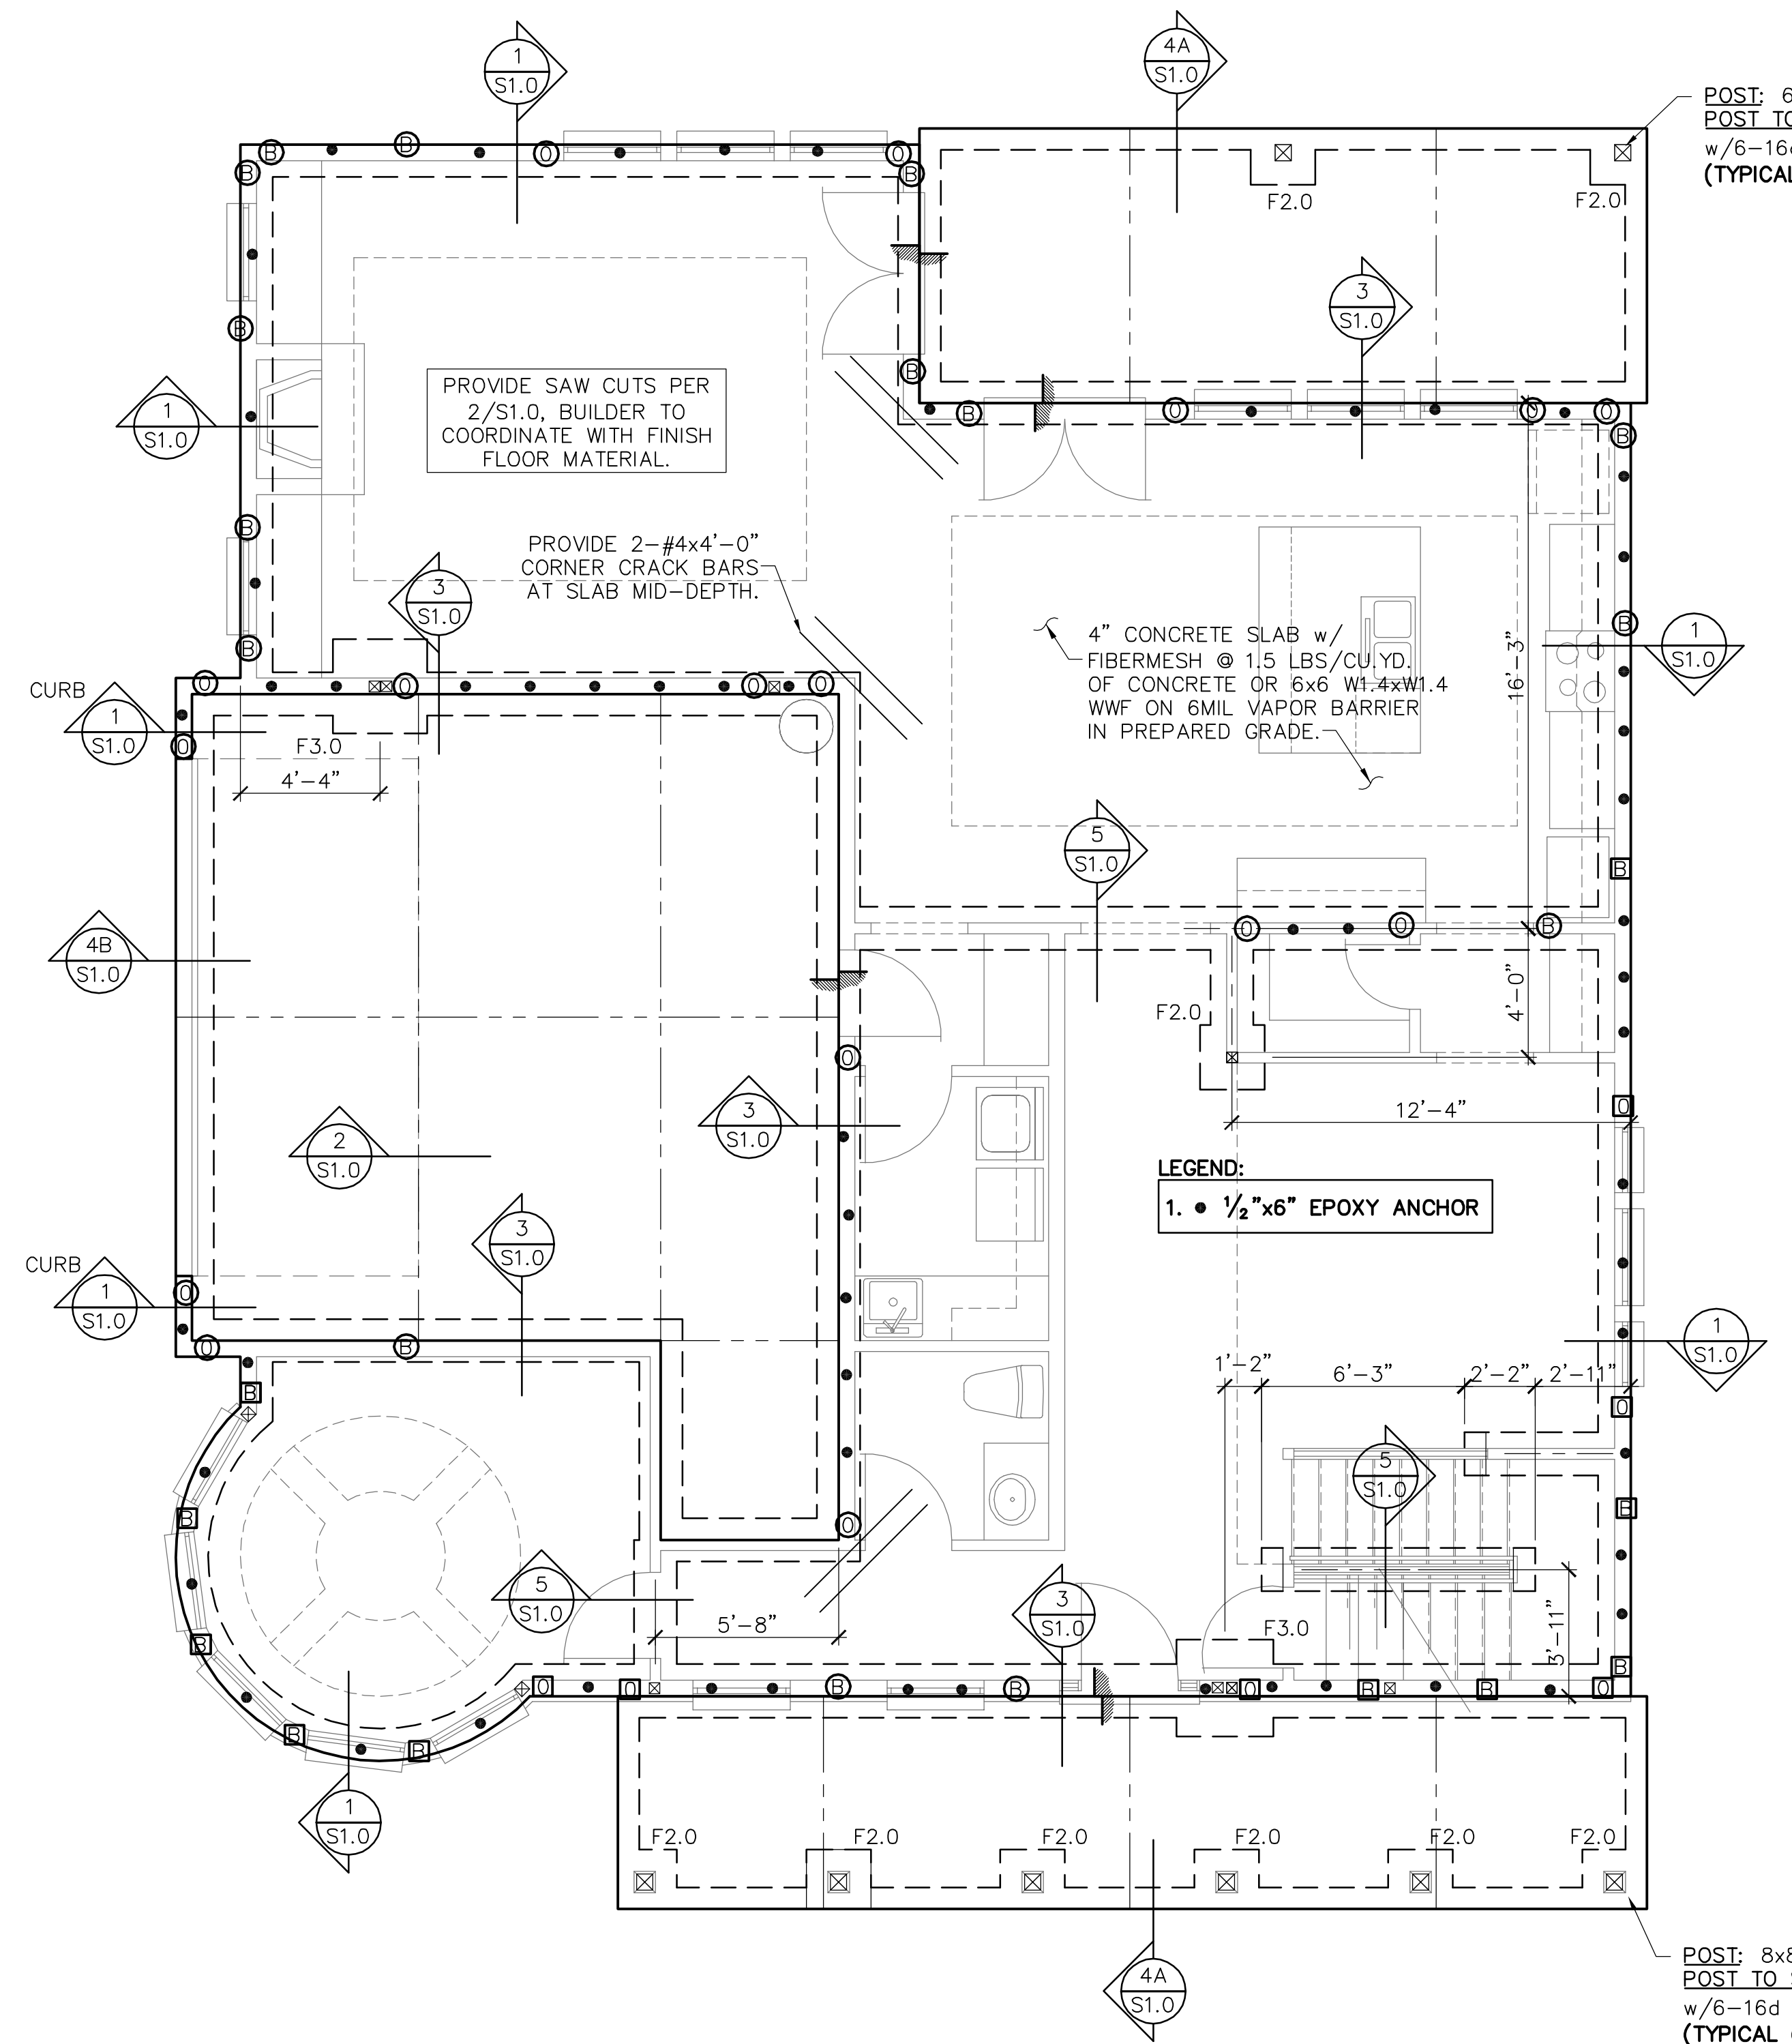 1
S1.0
4A
S1.0
POST: 6
POST TO
w/6-16d
(TYPICAL
B
B
O
O
B
B
F2.0
F2.0
3
S1.0
B
B
PROVIDE SAW CUTS PER
2/S1.0, BUILDER TO
COORDINATE WITH FINISH
FLOOR MATERIAL.
1
S1.0
B
O
O
O
B
B
PROVIDE 2-#4x4'-0"
CORNER CRACK BARS
AT SLAB MID-DEPTH.
3
S1.0
4" CONCRETE SLAB w/
FIBERMESH @ 1.5 LBS/CU.YD.
OF CONCRETE OR 6x6 W1.4xW1.4
WWF ON 6MIL VAPOR BARRIER
IN PREPARED GRADE.
16'-3"
B
1
S1.0
B
O
O
O
O
CURB
1
S1.0
O
F3.0
4'-4"
5
S1.0
B
4B
S1.0
O
O
B
F2.0
4'-0"
O
12'-4"
O
3
S1.0
2
S1.0
LEGEND:
1. ● ½"x6" EPOXY ANCHOR
3
S1.0
CURB
1
S1.0
O
O
B
B
1
S1.0
1'-2"
6'-3"
2'-2"
2'-11"
O
5
S1.0
B
B
O
5
S1.0
5'-8"
3
S1.0
F3.0
3'-11"
B
B
O
O
B
B
O
B
B
O
B
B
1
S1.0
F2.0
F2.0
F2.0
F2.0
F2.0
F2.0
4A
S1.0
POST: 8x8
POST TO
w/6-16d
(TYPICAL